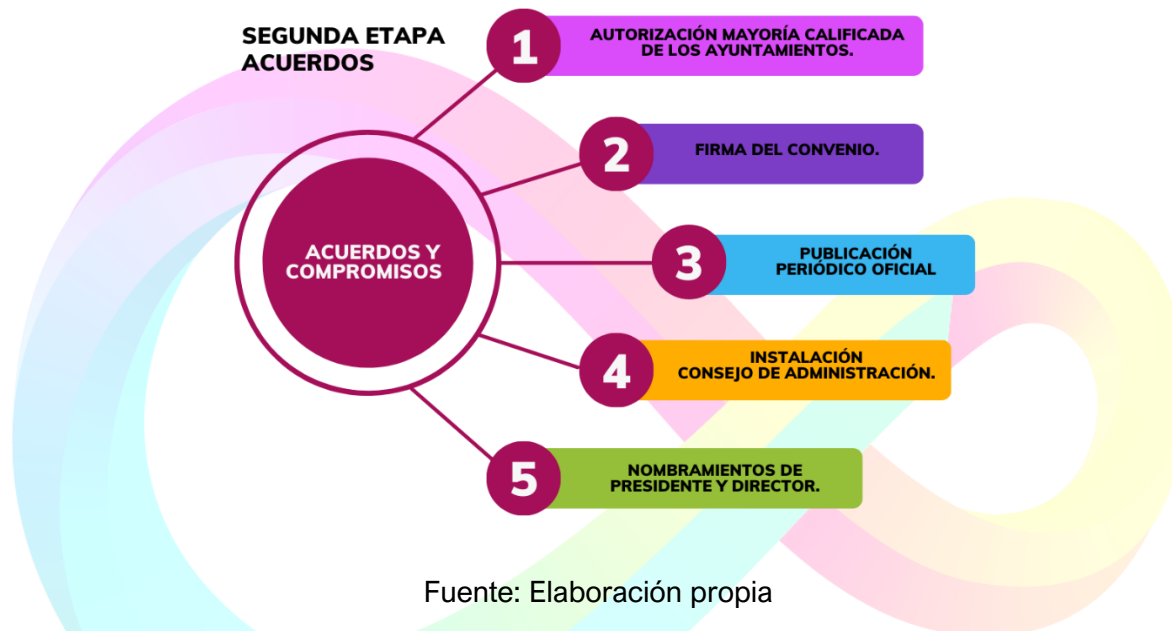 SEGUNDA ETAPA
ACUERDOS
1
AUTORIZACIÓN MAYORÍA CALIFICADA
DE LOS AYUNTAMIENTOS.
2
FIRMA DEL CONVENIO.
ACUERDOS Y
COMPROMISOS
3
PUBLICACIÓN
PERIÓDICO OFICIAL
4
INSTALACIÓN
CONSEJO DE ADMINISTRACIÓN.
5
NOMBRAMIENTOS DE
PRESIDENTE Y DIRECTOR.
Fuente: Elaboración propia